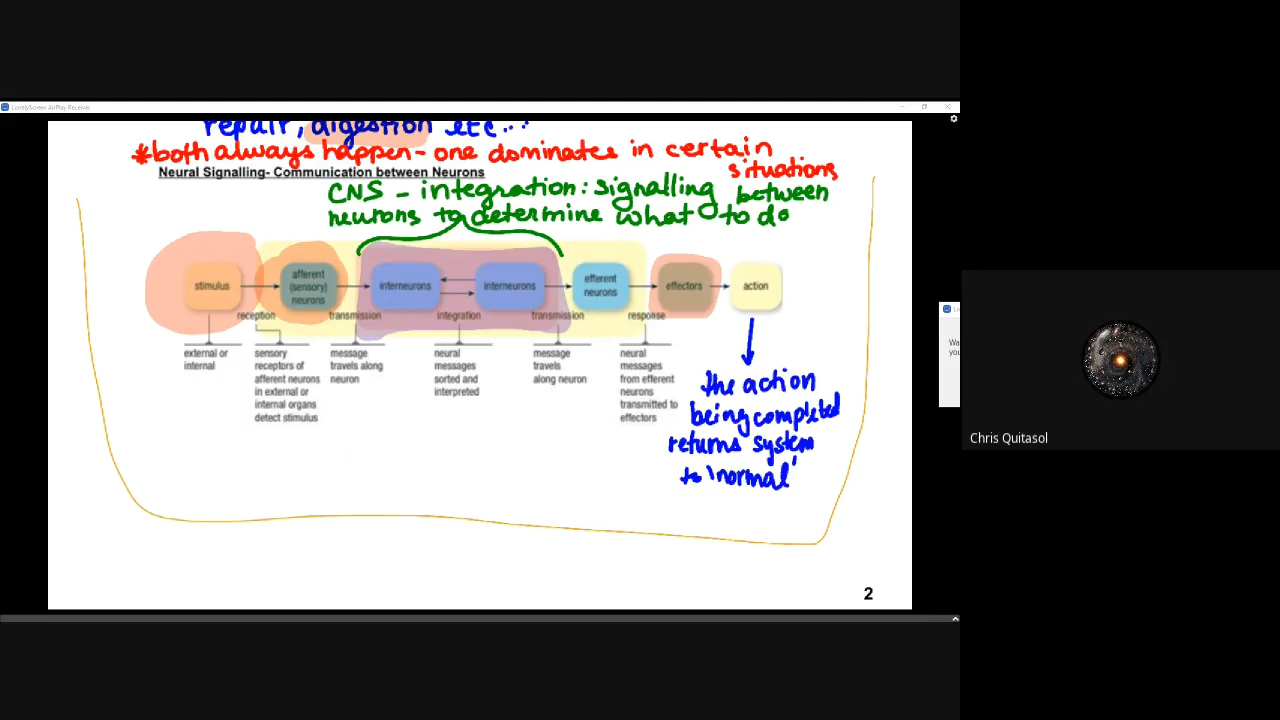 LonelyScreen AirPlay Receiver
repair, digestion etc...
*both always happen - one dominates in certain
situations
Neural Signalling- Communication between Neurons
CNS - integration: signalling between
neurons to determine what to do
stimulus
afferent
(sensory)
neurons
interneurons
interneurons
efferent
neurons
effectors
action
reception
transmission
integration
transmission
response
external or
internal
sensory
receptors of
afferent neurons
in external or
internal organs
detect stimulus
message
travels along
neuron
neural
messages
sorted and
interpreted
message
travels
along neuron
neural
messages
from efferent
neurons
transmitted to
effectors
the action
being completed
returns system
to 'normal'
2
Chris Quitasol